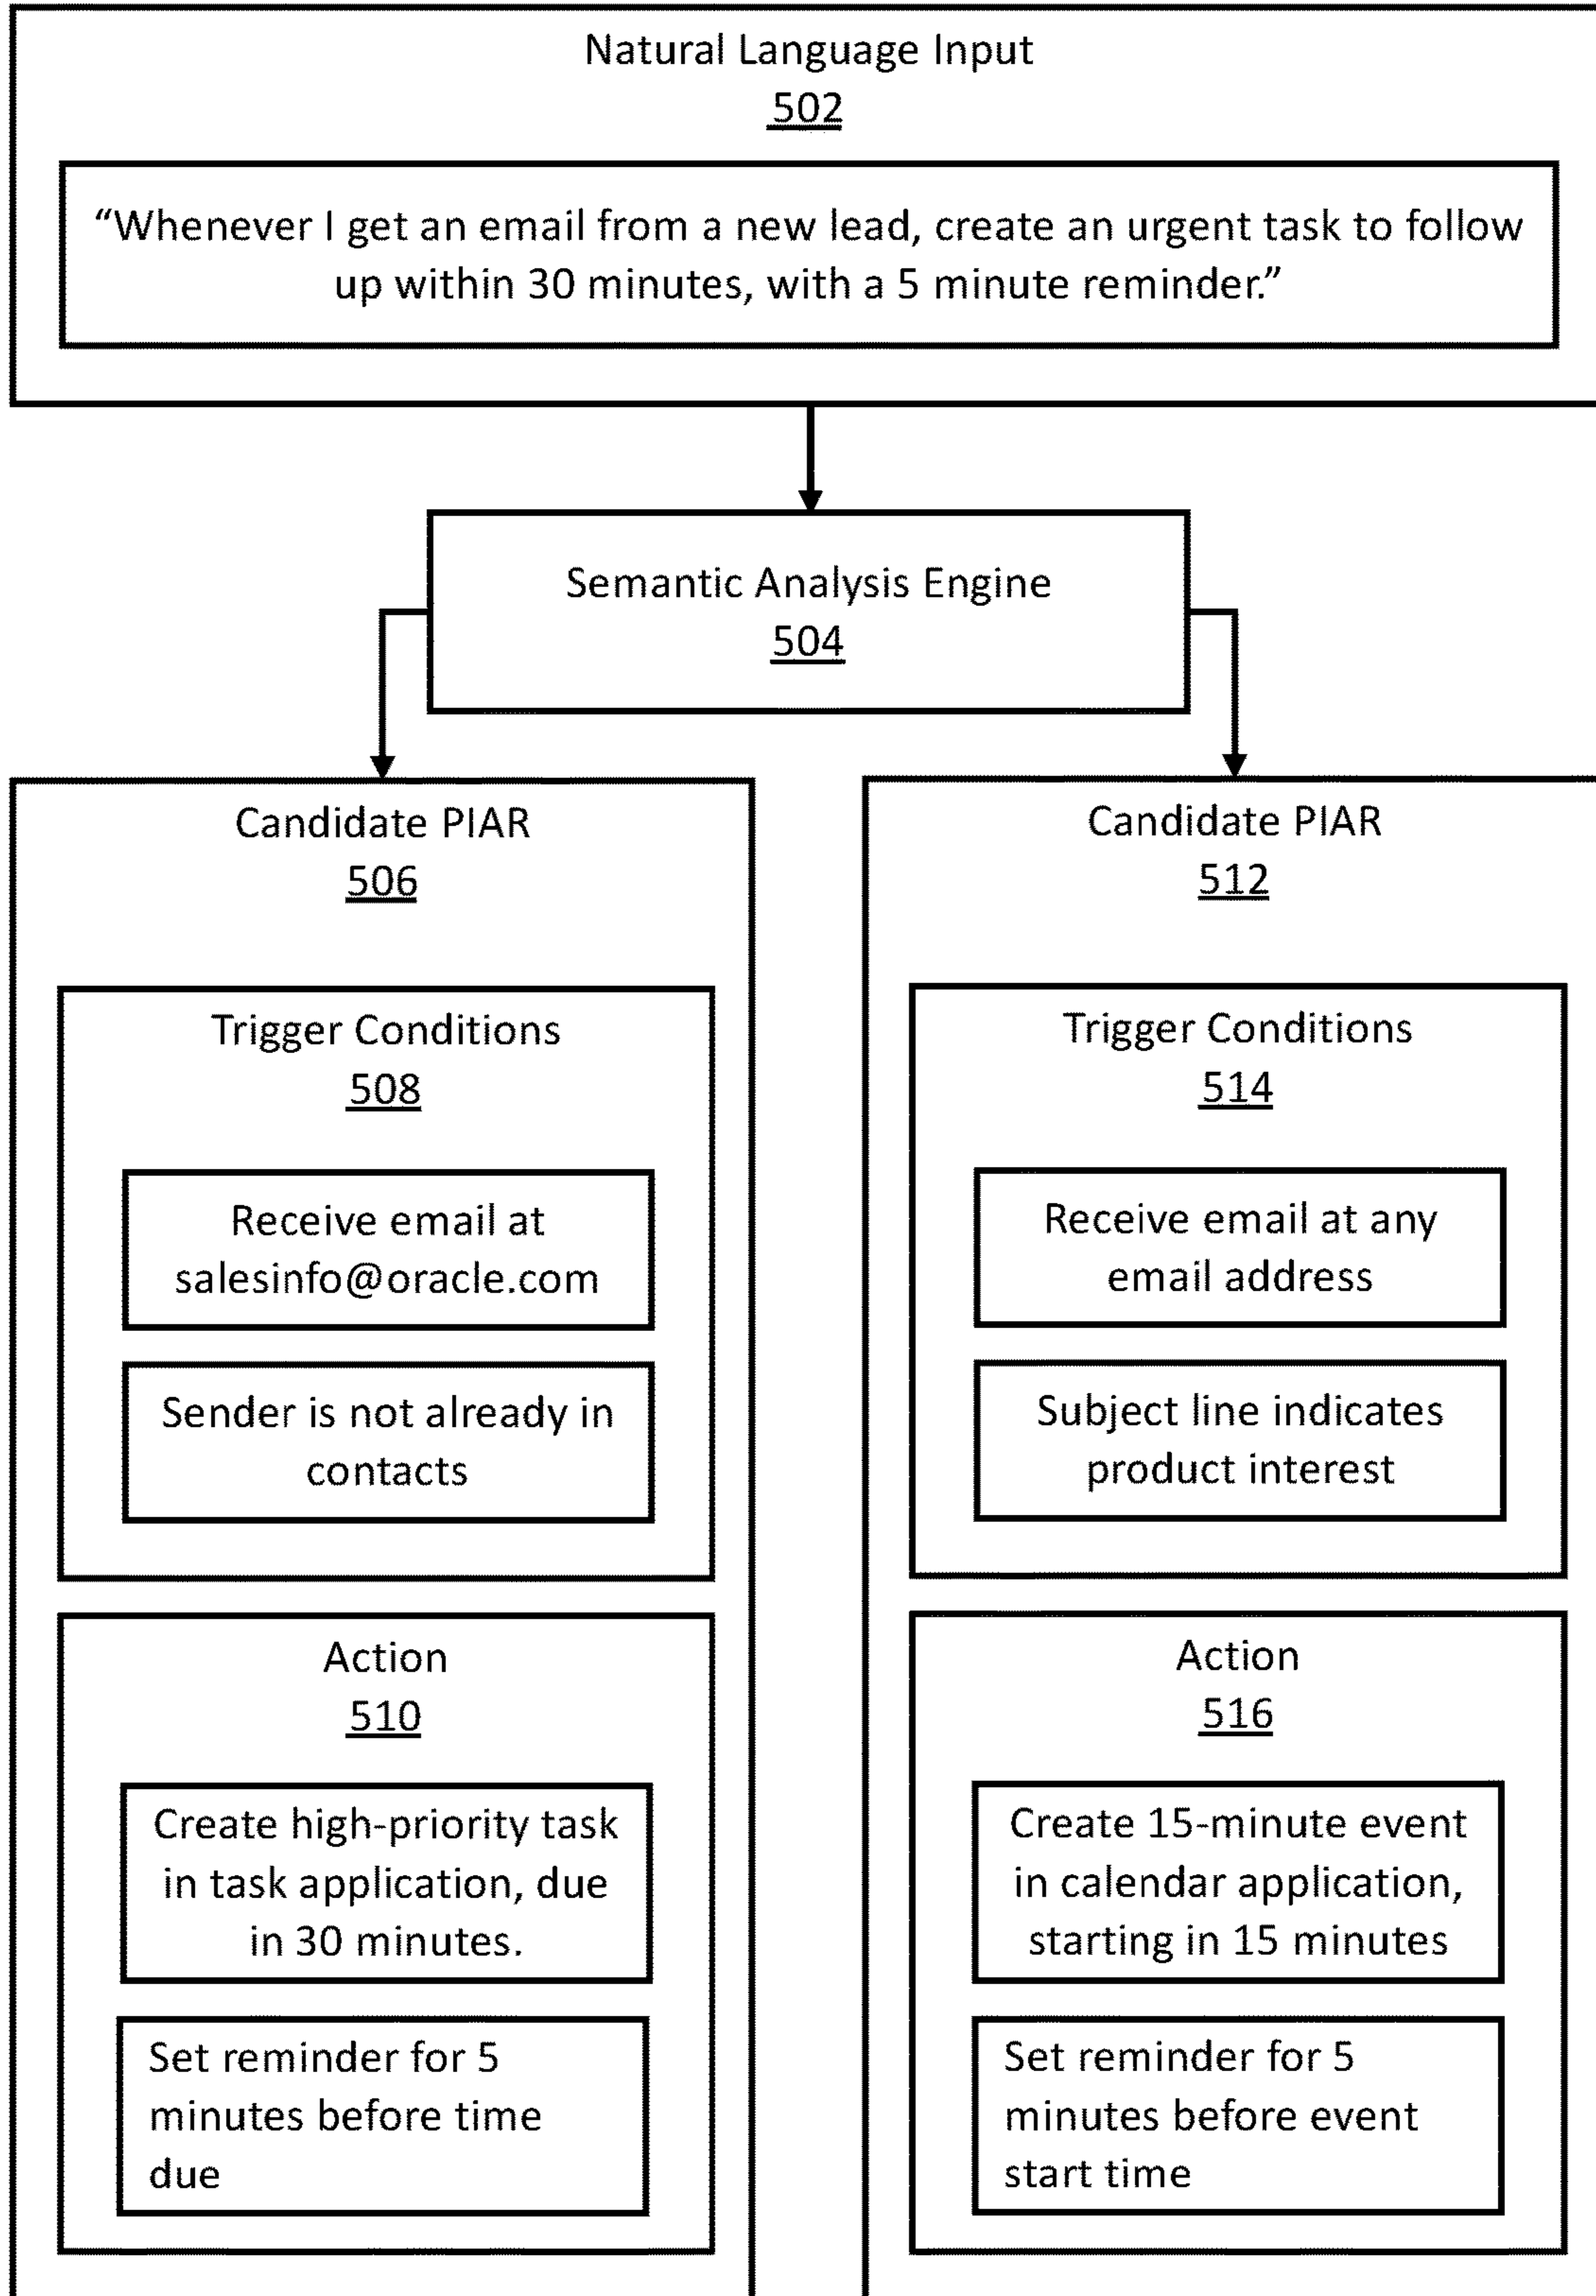 Natural Language Input
502
“Whenever I get an email from a new lead, create an urgent task to follow
up within 30 minutes, with a 5 minute reminder.”
Semantic Analysis Engine
504
Candidate PIAR
506
Trigger Conditions
508
Receive email at
salesinfo@oracle.com
Sender is not already in
contacts
Action
510
Create high-priority task
in task application, due
in 30 minutes.
Set reminder for 5
minutes before time
due
Candidate PIAR
512
Trigger Conditions
514
Receive email at any
email address
Subject line indicates
product interest
Action
516
Create 15-minute event
in calendar application,
starting in 15 minutes
Set reminder for 5
minutes before event
start time